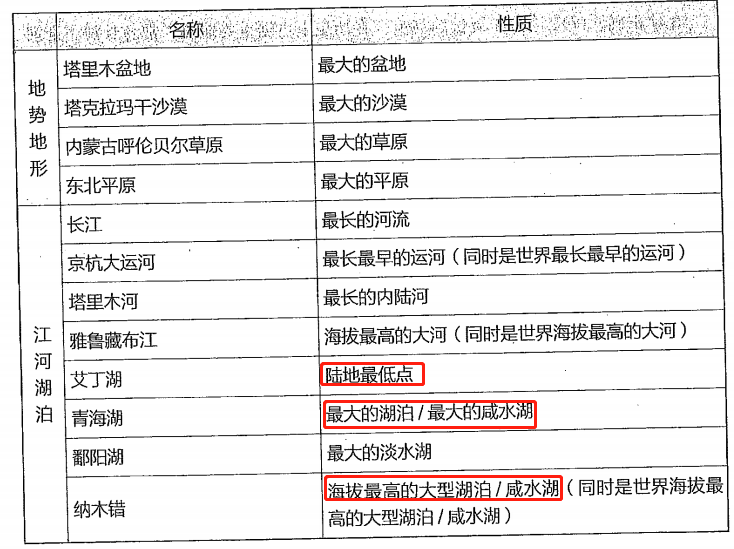 名称 性质
地势地形
塔里木盆地 最大的盆地
塔克拉玛干沙漠 最大的沙漠
内蒙古呼伦贝尔草原 最大的草原
东北平原 最大的平原
江河湖泊
长江 最长的河流
京杭大运河 最长最早的运河（同时是世界最长最早的运河）
塔里木河 最长的内陆河
雅鲁藏布江 海拔最高的大河（同时是世界海拔最高的大河）
艾丁湖 陆地最低点
青海湖 最大的湖泊/最大的咸水湖
鄱阳湖 最大的淡水湖
纳木错 海拔最高的大型湖泊/咸水湖（同时是世界海拔最
高的大型湖泊/咸水湖）